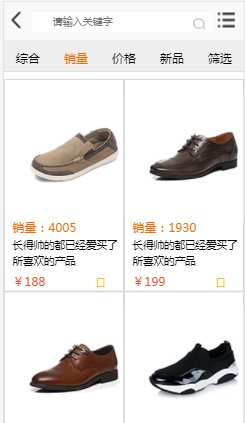 请输入关键字
综合 销量 价格 新品 筛选
销量：4005
长得帅的都已经爱买了
所喜欢的产品
￥188
销量：1930
长得帅的都已经爱买了
所喜欢的产品
￥199